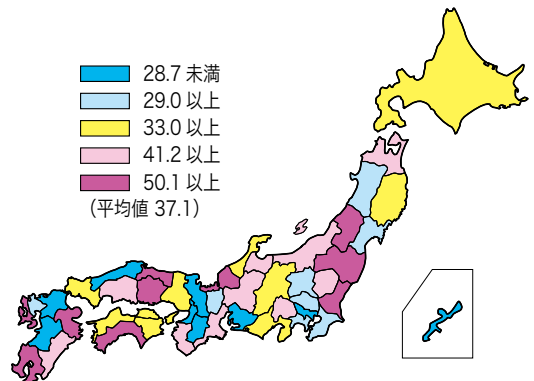 28.7 未満
29.0 以上
33.0 以上
41.2 以上
50.1 以上
（平均値 37.1）